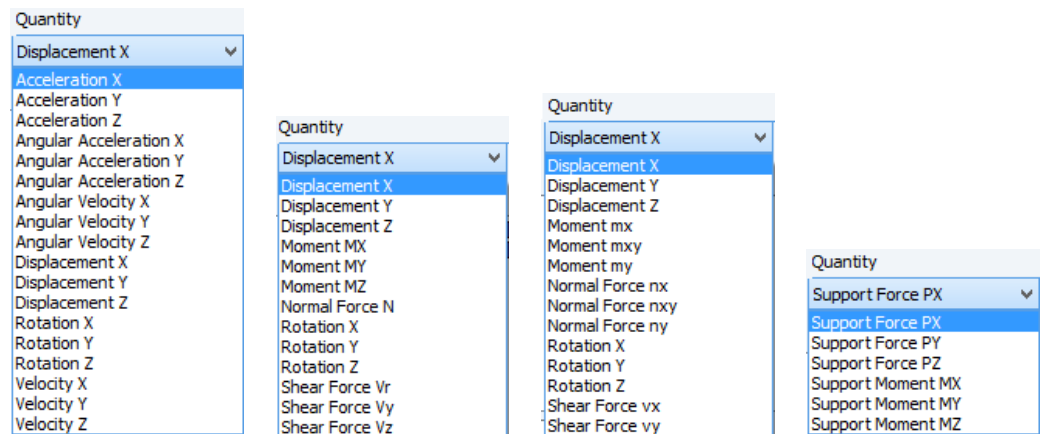 Quantity
Displacement X
Acceleration X
Acceleration Y
Acceleration Z
Angular Acceleration X
Angular Acceleration Y
Angular Acceleration Z
Angular Velocity X
Angular Velocity Y
Angular Velocity Z
Displacement X
Displacement Y
Displacement Z
Rotation X
Rotation Y
Rotation Z
Velocity X
Velocity Y
Velocity Z
Quantity
Displacement X
Displacement X
Displacement Y
Displacement Z
Moment MX
Moment MY
Moment MZ
Normal Force N
Rotation X
Rotation Y
Rotation Z
Shear Force Vr
Shear Force Vy
Shear Force Vz
Quantity
Displacement X
Displacement X
Displacement Y
Displacement Z
Moment mx
Moment mxy
Moment my
Normal Force nx
Normal Force nxy
Normal Force ny
Rotation X
Rotation Y
Rotation Z
Shear Force vx
Shear Force vy
Quantity
Support Force PX
Support Force PX
Support Force PY
Support Force PZ
Support Moment MX
Support Moment MY
Support Moment MZ